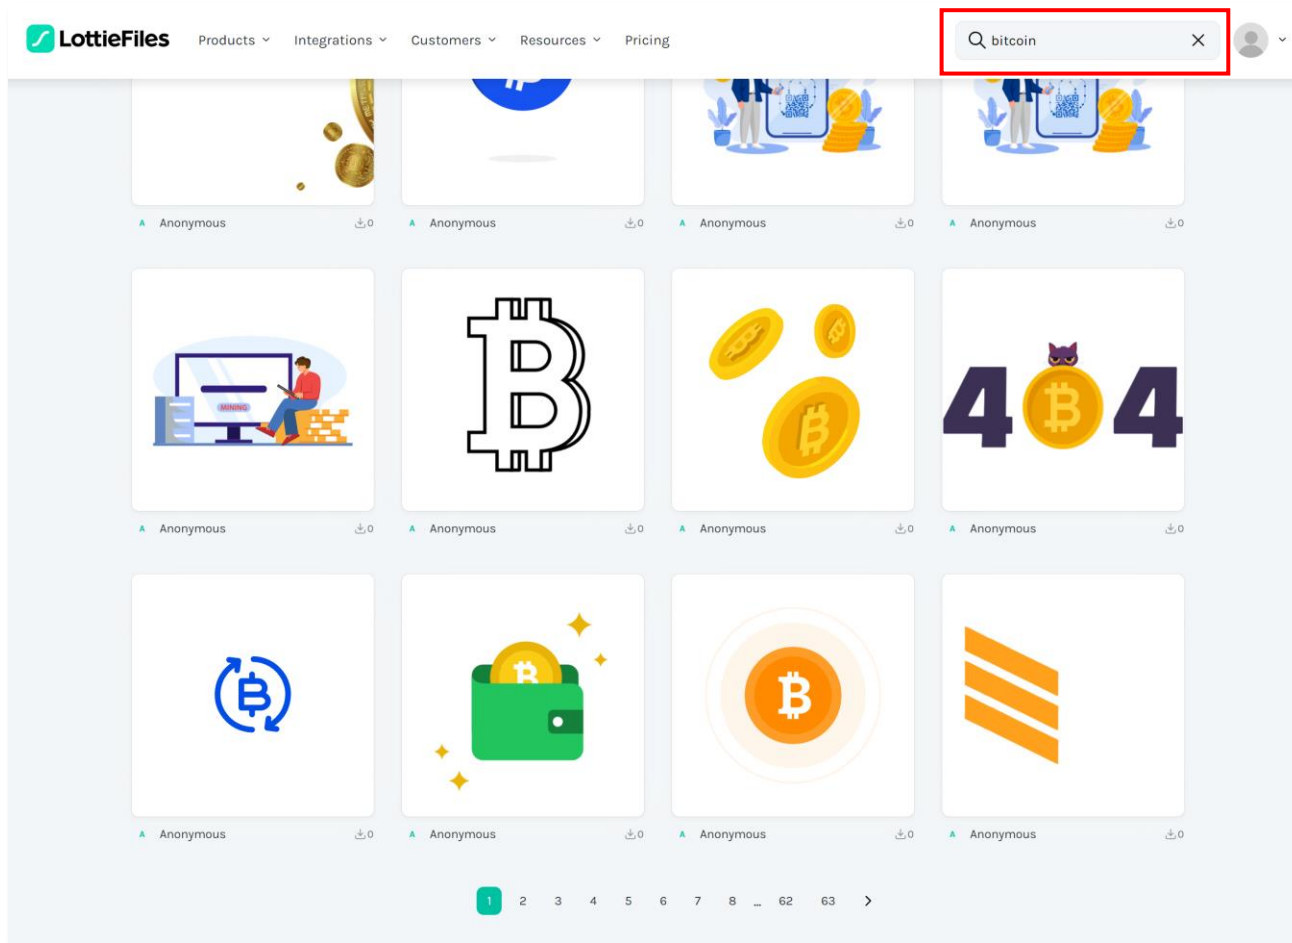 LottieFiles Products Integrations Customers Resources Pricing bitcoin
A Anonymous 0 A Anonymous 0 A Anonymous 0 A Anonymous 0
MINING
4 4
A Anonymous 0 A Anonymous 0 A Anonymous 0 A Anonymous 0
A Anonymous 0 A Anonymous 0 A Anonymous 0 A Anonymous 0
1 2 3 4 5 6 7 8 ... 62 63